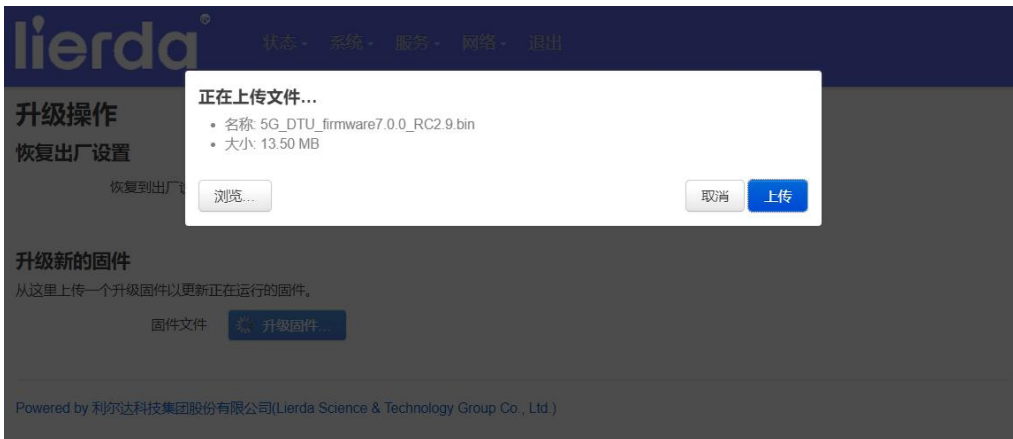 lierda®
状态 系统 服务 网络 退出
正在上传文件...
名称: 5G_DTU_firmware7.0.0_RC2.9.bin
大小: 13.50 MB
浏览... 取消 上传
升级操作
恢复出厂设置
恢复到出厂
升级新的固件
从这里上传一个升级固件以更新正在运行的固件。
固件文件 升级固件...
Powered by 利尔达科技集团股份有限公司(Lierda Science & Technology Group Co., Ltd.)